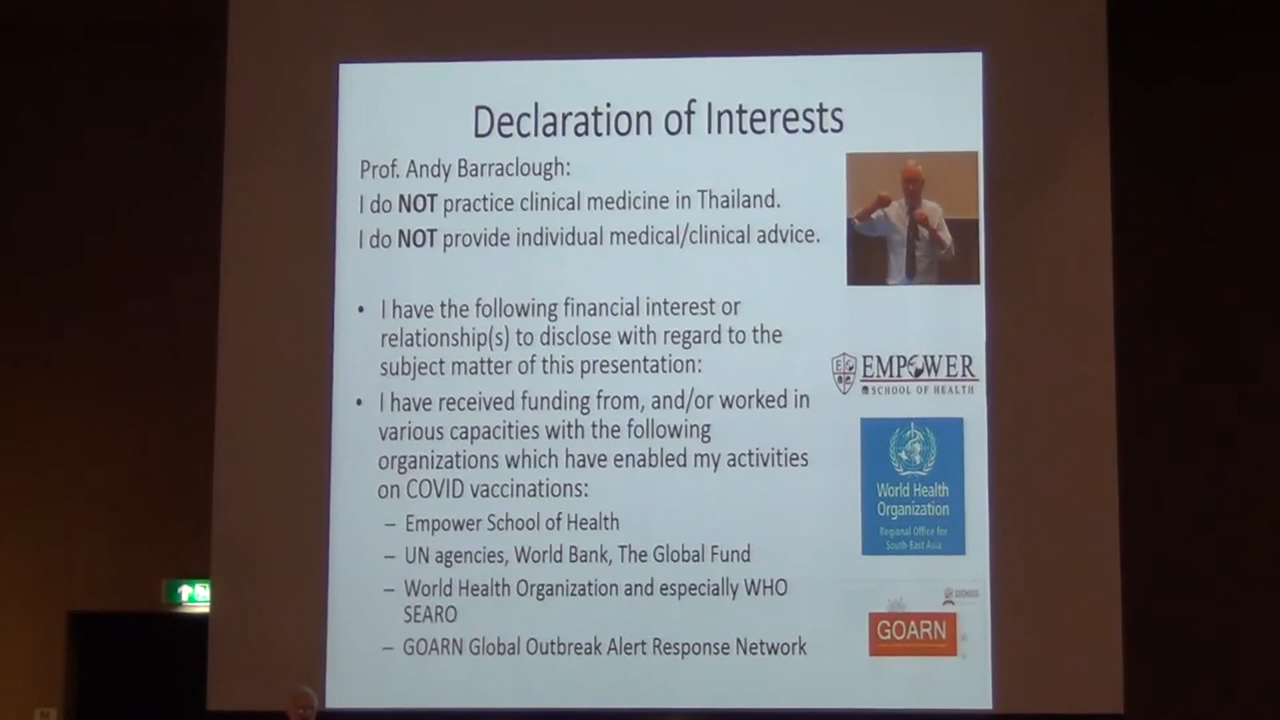 Declaration of Interests
Prof. Andy Barraclough:
I do NOT practice clinical medicine in Thailand.
I do NOT provide individual medical/clinical advice.
• I have the following financial interest or
relationship(s) to disclose with regard to the
subject matter of this presentation:
• I have received funding from, and/or worked in
various capacities with the following
organizations which have enabled my activities
on COVID vaccinations:
– Empower School of Health
– UN agencies, World Bank, The Global Fund
– World Health Organization and especially WHO
SEARO
– GOARN Global Outbreak Alert Response Network
EMPOWER
SCHOOL OF HEALTH
World Health
Organization
Regional Office for
South-East Asia
GOARN